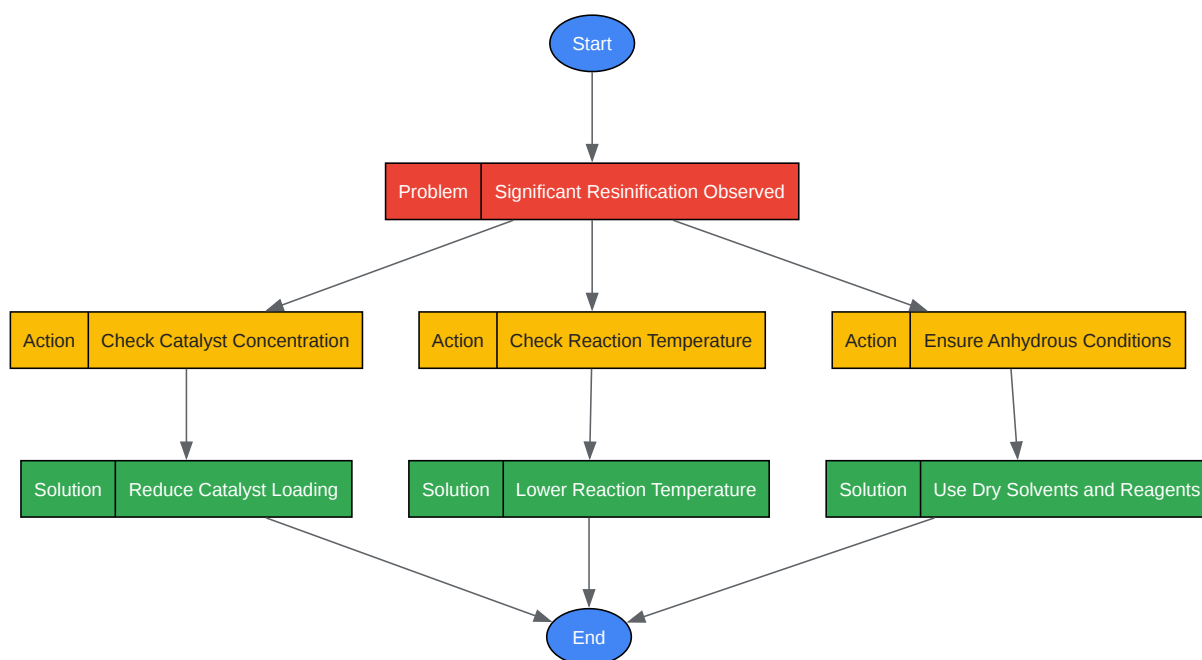 Start
Problem Significant Resinification Observed
Action Check Catalyst Concentration
Action Check Reaction Temperature
Action Ensure Anhydrous Conditions
Solution Reduce Catalyst Loading
Solution Lower Reaction Temperature
Solution Use Dry Solvents and Reagents
End